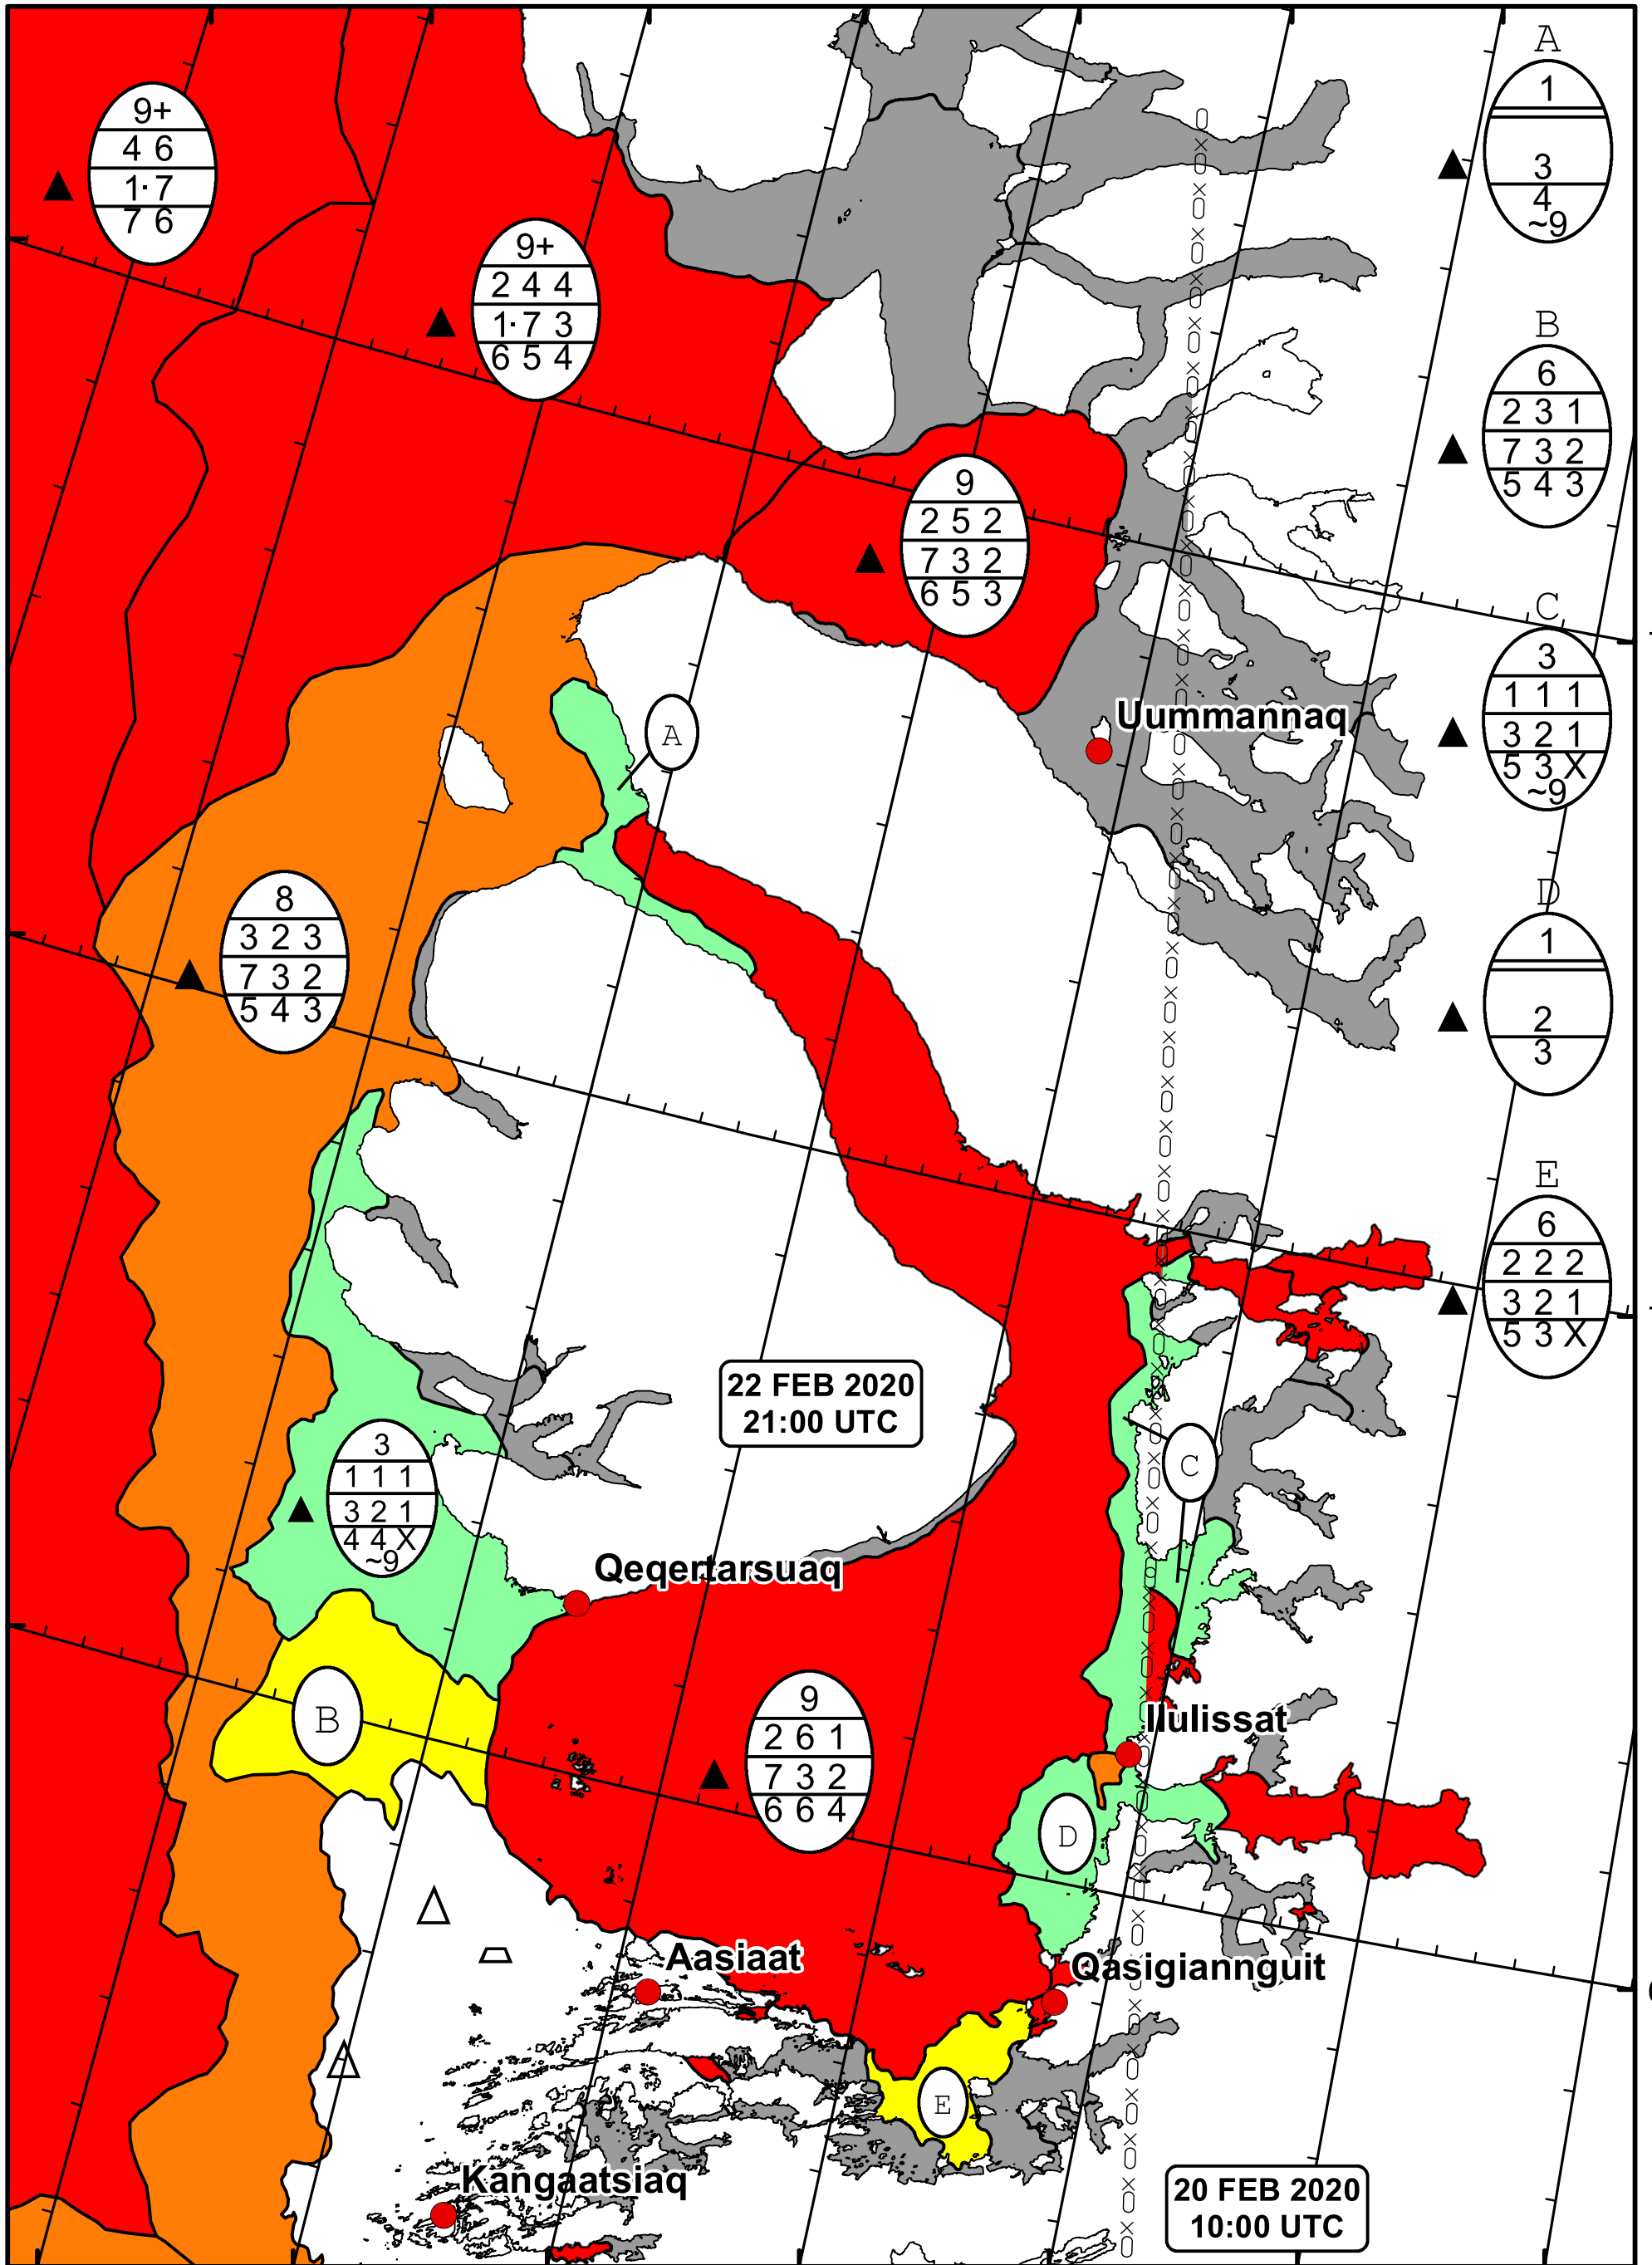 A
1
3
4
~9
9+
4 6
1· 7
7 6
9+
2 4 4
1· 7 3
6 5 4
B
6
2 3 1
7 3 2
5 4 3
9
2 5 2
7 3 2
6 5 3
C
3
1 1 1
3 2 1
5 3 X
~9
Uummannaq
A
8
3 2 3
7 3 2
5 4 3
D
1
2
3
E
6
2 2 2
3 2 1
5 3 X
22 FEB 2020
21:00 UTC
3
1 1 1
3 2 1
4 4 X
~9
C
Qeqertarsuaq
B
9
2 6 1
7 3 2
6 6 4
Ilulissat
D
Aasiaat
Qasigiannguit
E
Kangaatsiaq
20 FEB 2020
10:00 UTC